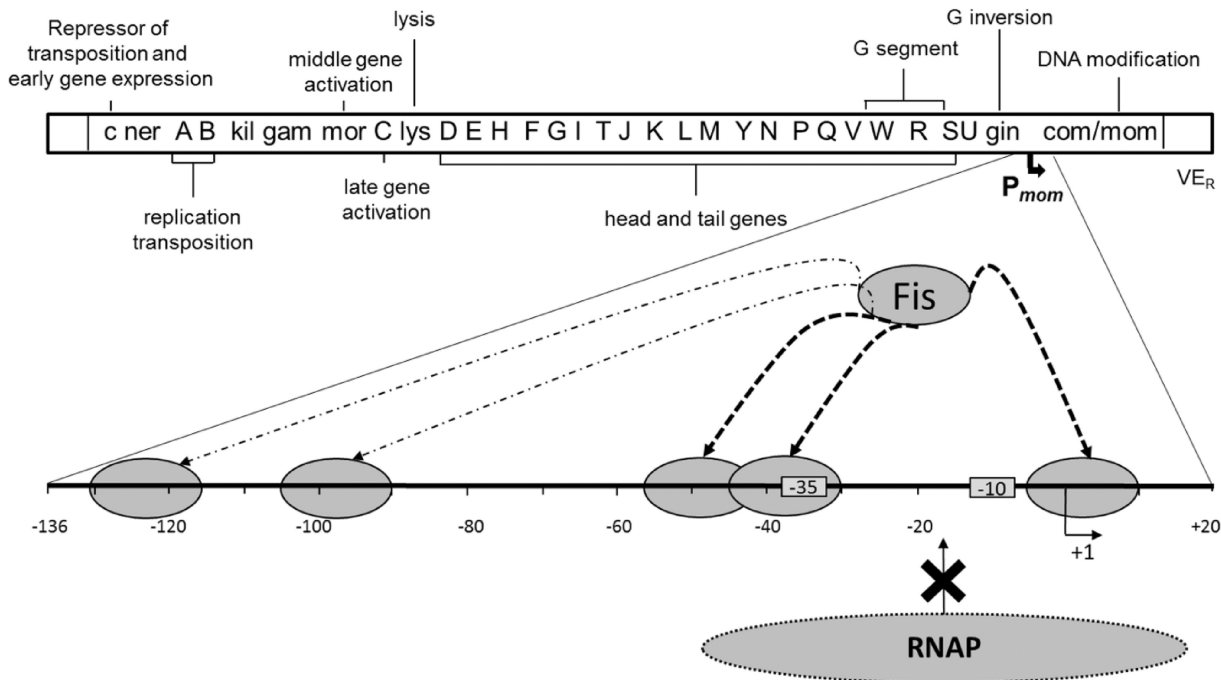 Repressor of
transposition and
early gene expression
middle gene
activation
lysis
G segment
G inversion
DNA modification
c ner A B kil gam mor C lys D E H F G I T J K L M Y N P Q V W R S U gin com/mom
replication
transposition
late gene
activation
head and tail genes
Pmom
VER
Fis
-35
-10
-136
-120
-100
-80
-60
-40
-20
+1
+20
RNAP